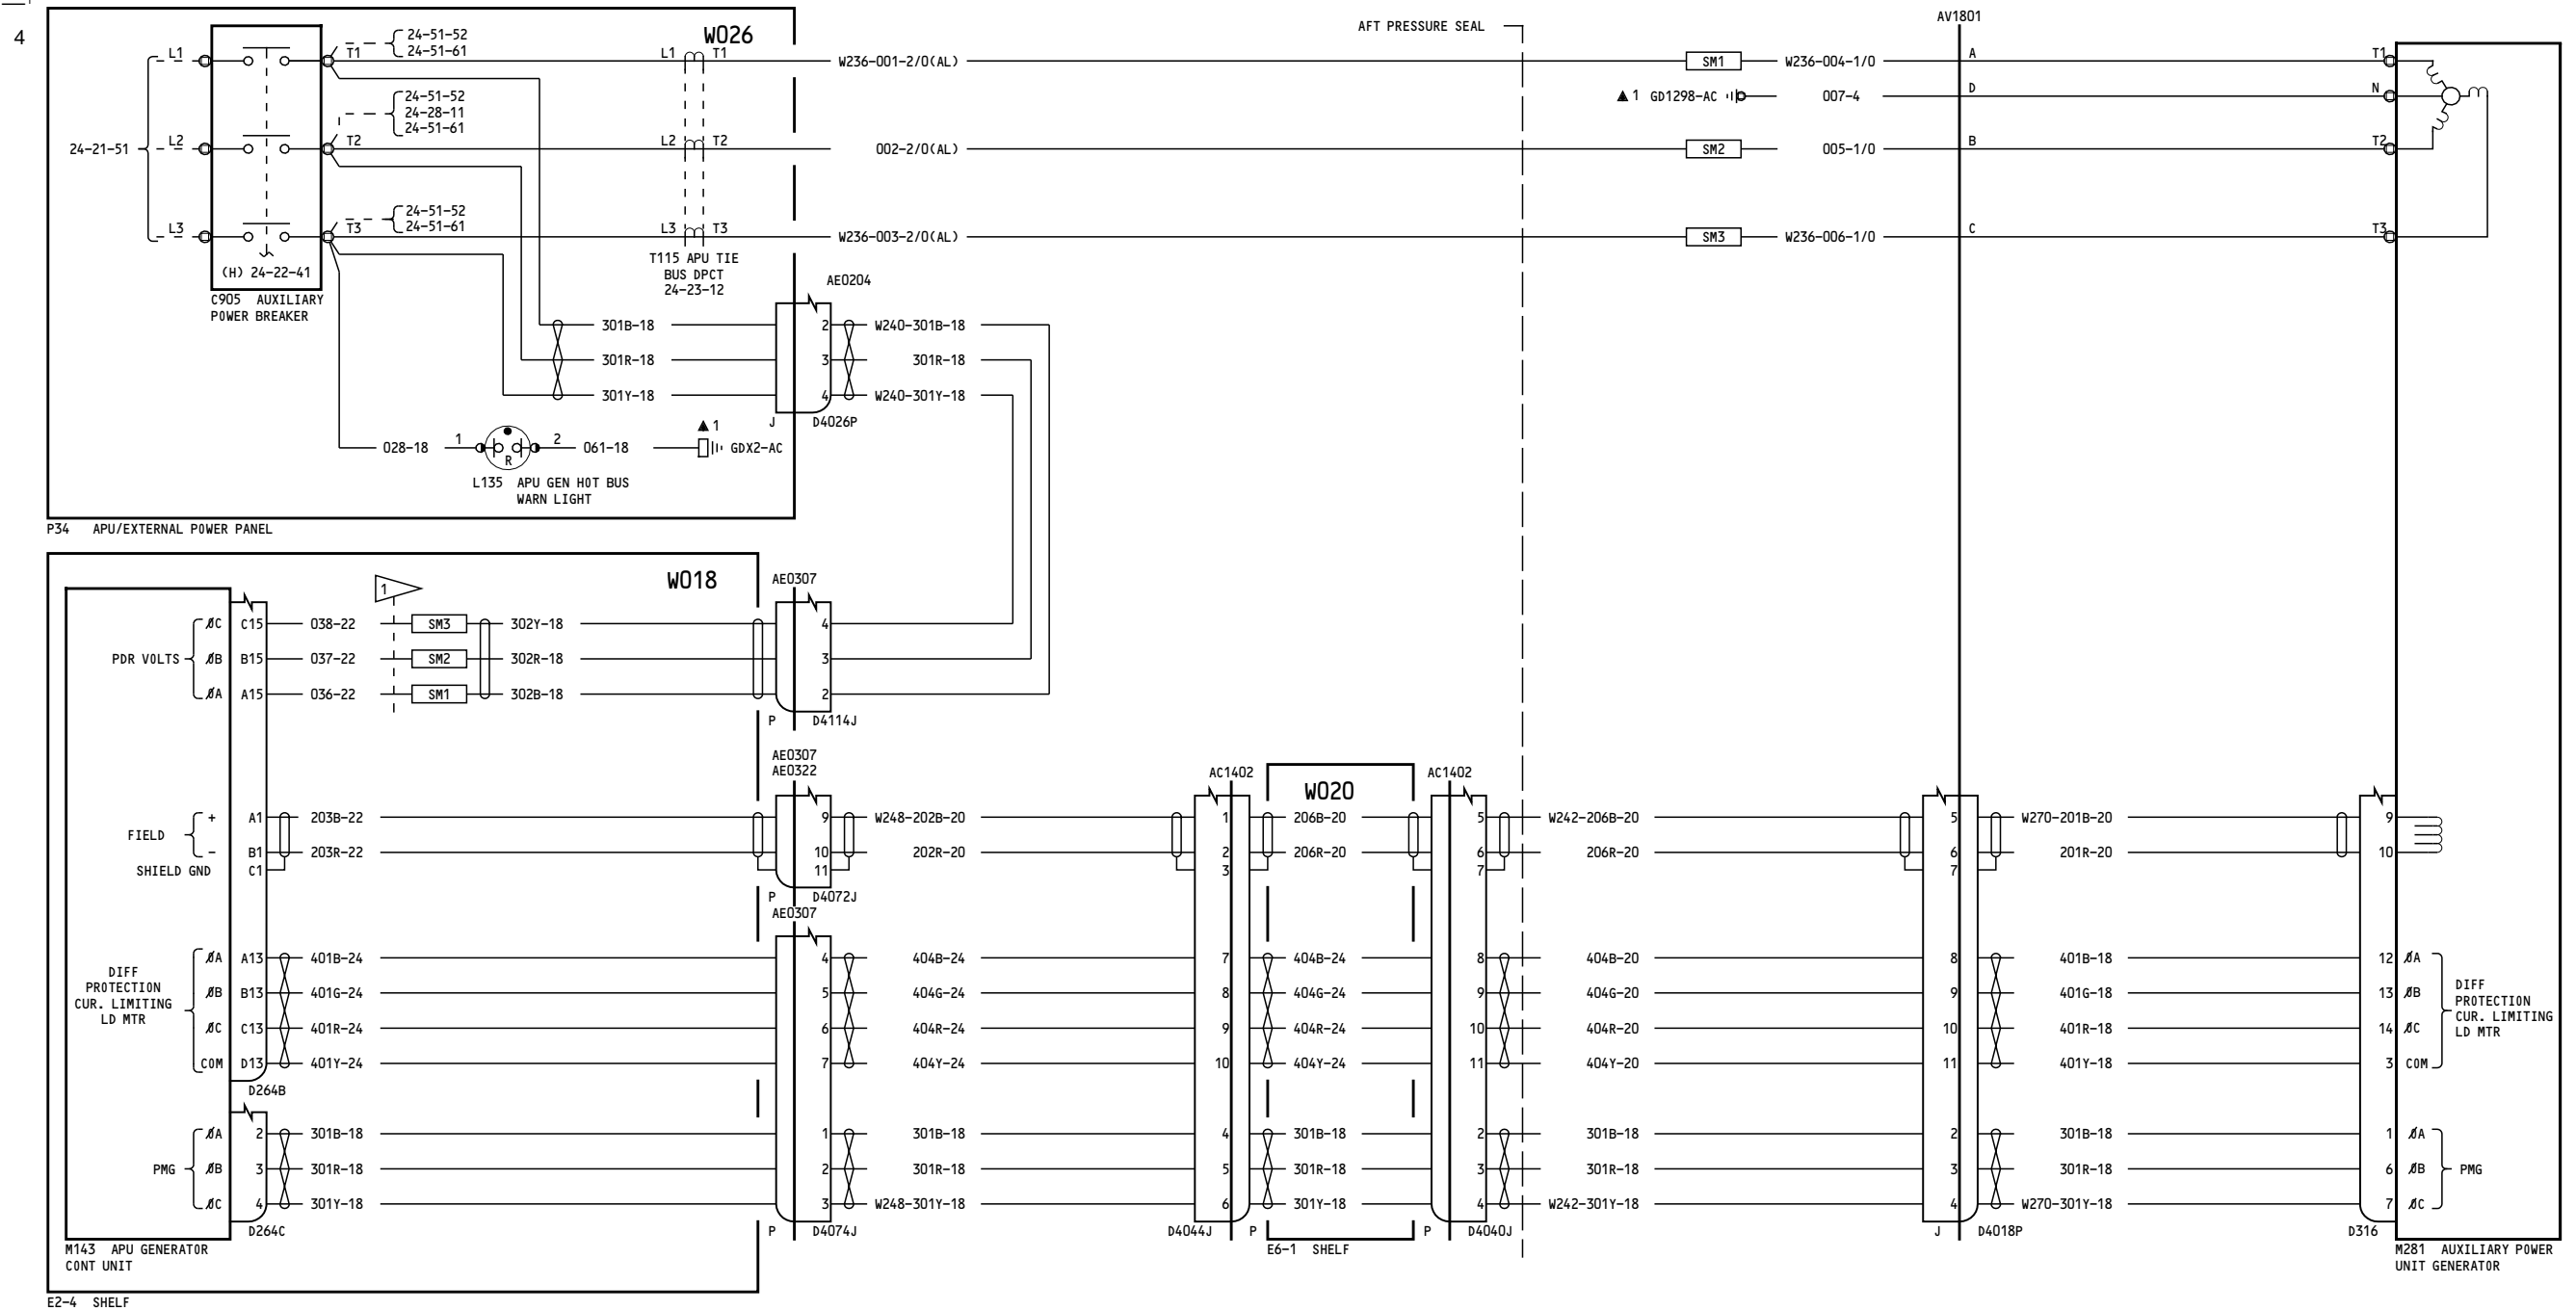 4
W026
24-51-52
24-51-61
L1
T1
L1
T1
24-51-52
24-28-11
24-51-61
24-21-51
L2
T2
L2
T2
24-51-52
24-51-61
L3
T3
L3
T3
(H) 24-22-41
C905 AUXILIARY
POWER BREAKER
T115 APU TIE
BUS DPCT
24-23-12
AE0204
301B-18
2
W240-301B-18
301R-18
3
301R-18
301Y-18
4
W240-301Y-18
J
D4026P
028-18
1
R
2
061-18
1
GDX2-AC
L135 APU GEN HOT BUS
WARN LIGHT
P34 APU/EXTERNAL POWER PANEL
AFT PRESSURE SEAL
AV1801
W236-001-2/0(AL)
SM1
W236-004-1/0
A
T1
1 GD1298-AC
007-4
D
N
002-2/0(AL)
SM2
005-1/0
B
T2
W236-003-2/0(AL)
SM3
W236-006-1/0
C
T3
W018
1
AE0307
PDR VOLTS
ØC C15 038-22 SM3 302Y-18 4
ØB B15 037-22 SM2 302R-18 3
ØA A15 036-22 SM1 302B-18 2
P
D4114J
AE0307
AE0322
AC1402
W020
AC1402
FIELD
+ A1 203B-22 9 W248-202B-20 1 206B-20 5 W242-206B-20 5 W270-201B-20 9
- B1 203R-22 10 202R-20 2 206R-20 6 206R-20 6 201R-20 10
SHIELD GND C1 11 3 7 7
P
D4072J
AE0307
DIFF
PROTECTION
CUR. LIMITING
LD MTR
ØA A13 401B-24 4 404B-24 7 404B-24 8 404B-20 8 401B-18 12 ØA
ØB B13 401G-24 5 404G-24 8 404G-24 9 404G-20 9 401G-18 13 ØB
ØC C13 401R-24 6 404R-24 9 404R-24 10 404R-20 10 401R-18 14 ØC
COM D13 401Y-24 7 404Y-24 10 404Y-24 11 404Y-20 11 401Y-18 3 COM
DIFF
PROTECTION
CUR. LIMITING
LD MTR
D264B
PMG
ØA 2 301B-18 1 301B-18 4 301B-18 2 301B-18 2 301B-18 1 ØA
ØB 3 301R-18 2 301R-18 5 301R-18 3 301R-18 3 301R-18 6 ØB
ØC 4 301Y-18 3 W248-301Y-18 6 301Y-18 4 W242-301Y-18 4 W270-301Y-18 7 ØC
PMG
D264C
P
D4074J
D4044J
P
P
D4040J
J
D4018P
D316
M143 APU GENERATOR
CONT UNIT
E6-1 SHELF
M281 AUXILIARY POWER
UNIT GENERATOR
E2-4 SHELF